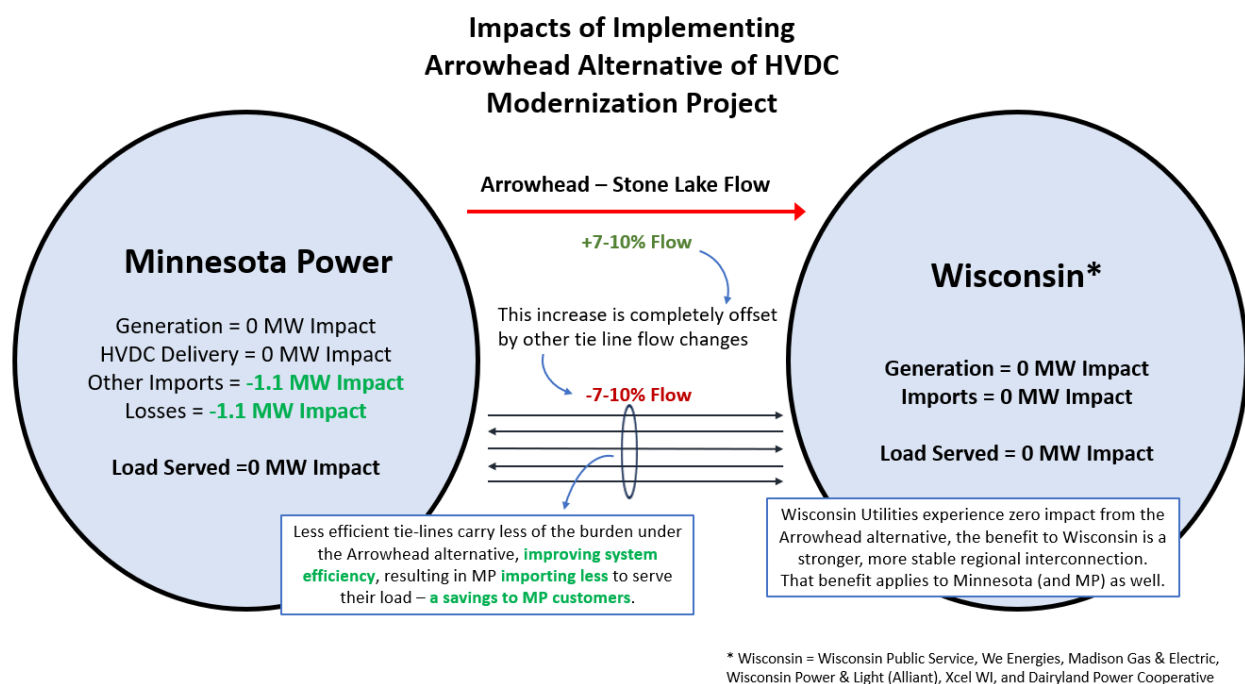 Impacts of Implementing
Arrowhead Alternative of HVDC
Modernization Project
Arrowhead – Stone Lake Flow
+7-10% Flow
This increase is completely offset
by other tie line flow changes
-7-10% Flow
Minnesota Power
Generation = 0 MW Impact
HVDC Delivery = 0 MW Impact
Other Imports = -1.1 MW Impact
Losses = -1.1 MW Impact
Load Served =0 MW Impact
Wisconsin*
Generation = 0 MW Impact
Imports = 0 MW Impact
Load Served = 0 MW Impact
Less efficient tie-lines carry less of the burden under
the Arrowhead alternative, improving system
efficiency, resulting in MP importing less to serve
their load – a savings to MP customers.
Wisconsin Utilities experience zero impact from the
Arrowhead alternative, the benefit to Wisconsin is a
stronger, more stable regional interconnection.
That benefit applies to Minnesota (and MP) as well.
* Wisconsin = Wisconsin Public Service, We Energies, Madison Gas & Electric,
Wisconsin Power & Light (Alliant), Xcel WI, and Dairyland Power Cooperative